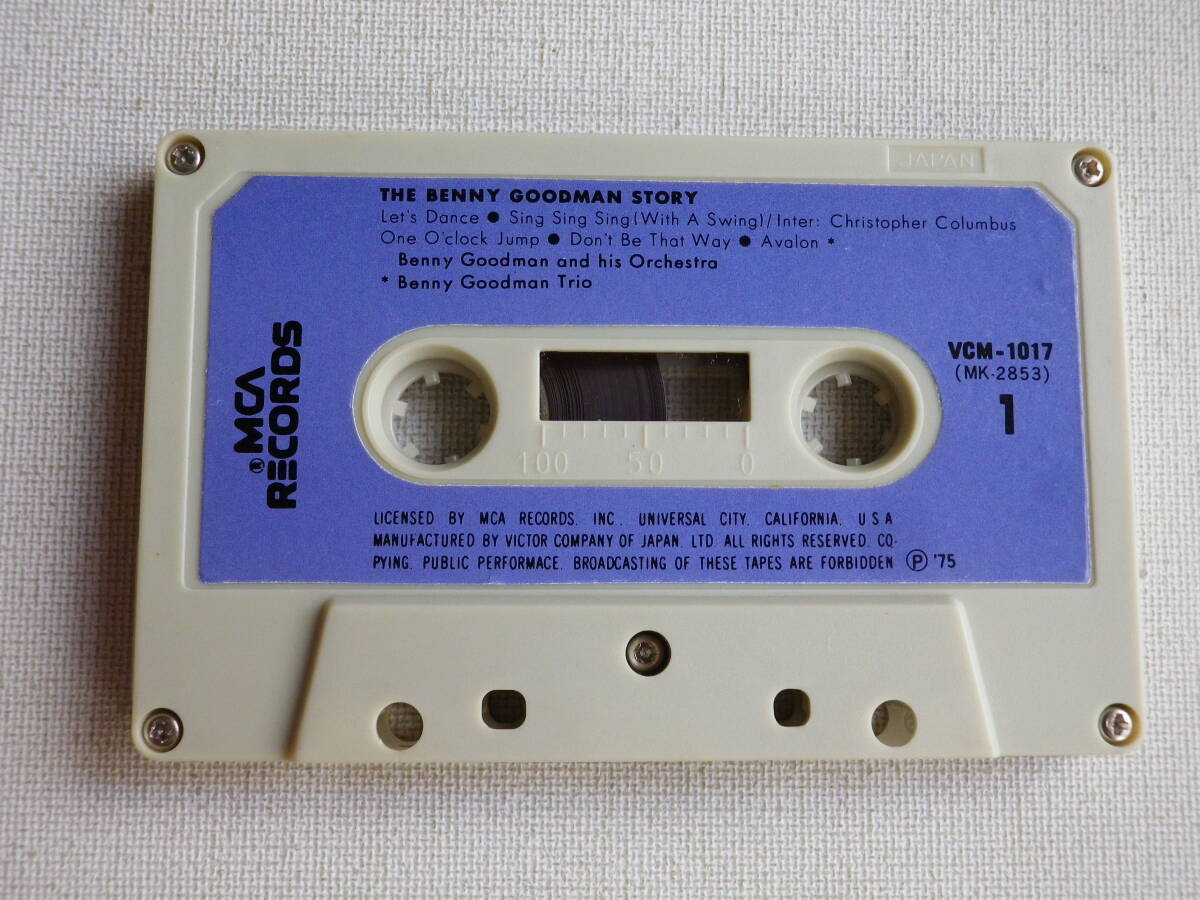 JAPAN
THE BENNY GOODMAN STORY
Let's Dance ● Sing Sing Sing(With A Swing)/Inter: Christopher Columbus
One O'clock Jump ● Don't Be That Way ● Avalon *
Benny Goodman and his Orchestra
* Benny Goodman Trio
® MCA
RECORDS
VCM-1017
(MK-2853)
1
100 50 0
LICENSED BY MCA RECORDS, INC., UNIVERSAL CITY, CALIFORNIA, U S A
MANUFACTURED BY VICTOR COMPANY OF JAPAN, LTD. ALL RIGHTS RESERVED. CO-
PYING, PUBLIC PERFORMACE, BROADCASTING OF THESE TAPES ARE FORBIDDEN Ⓟ '75